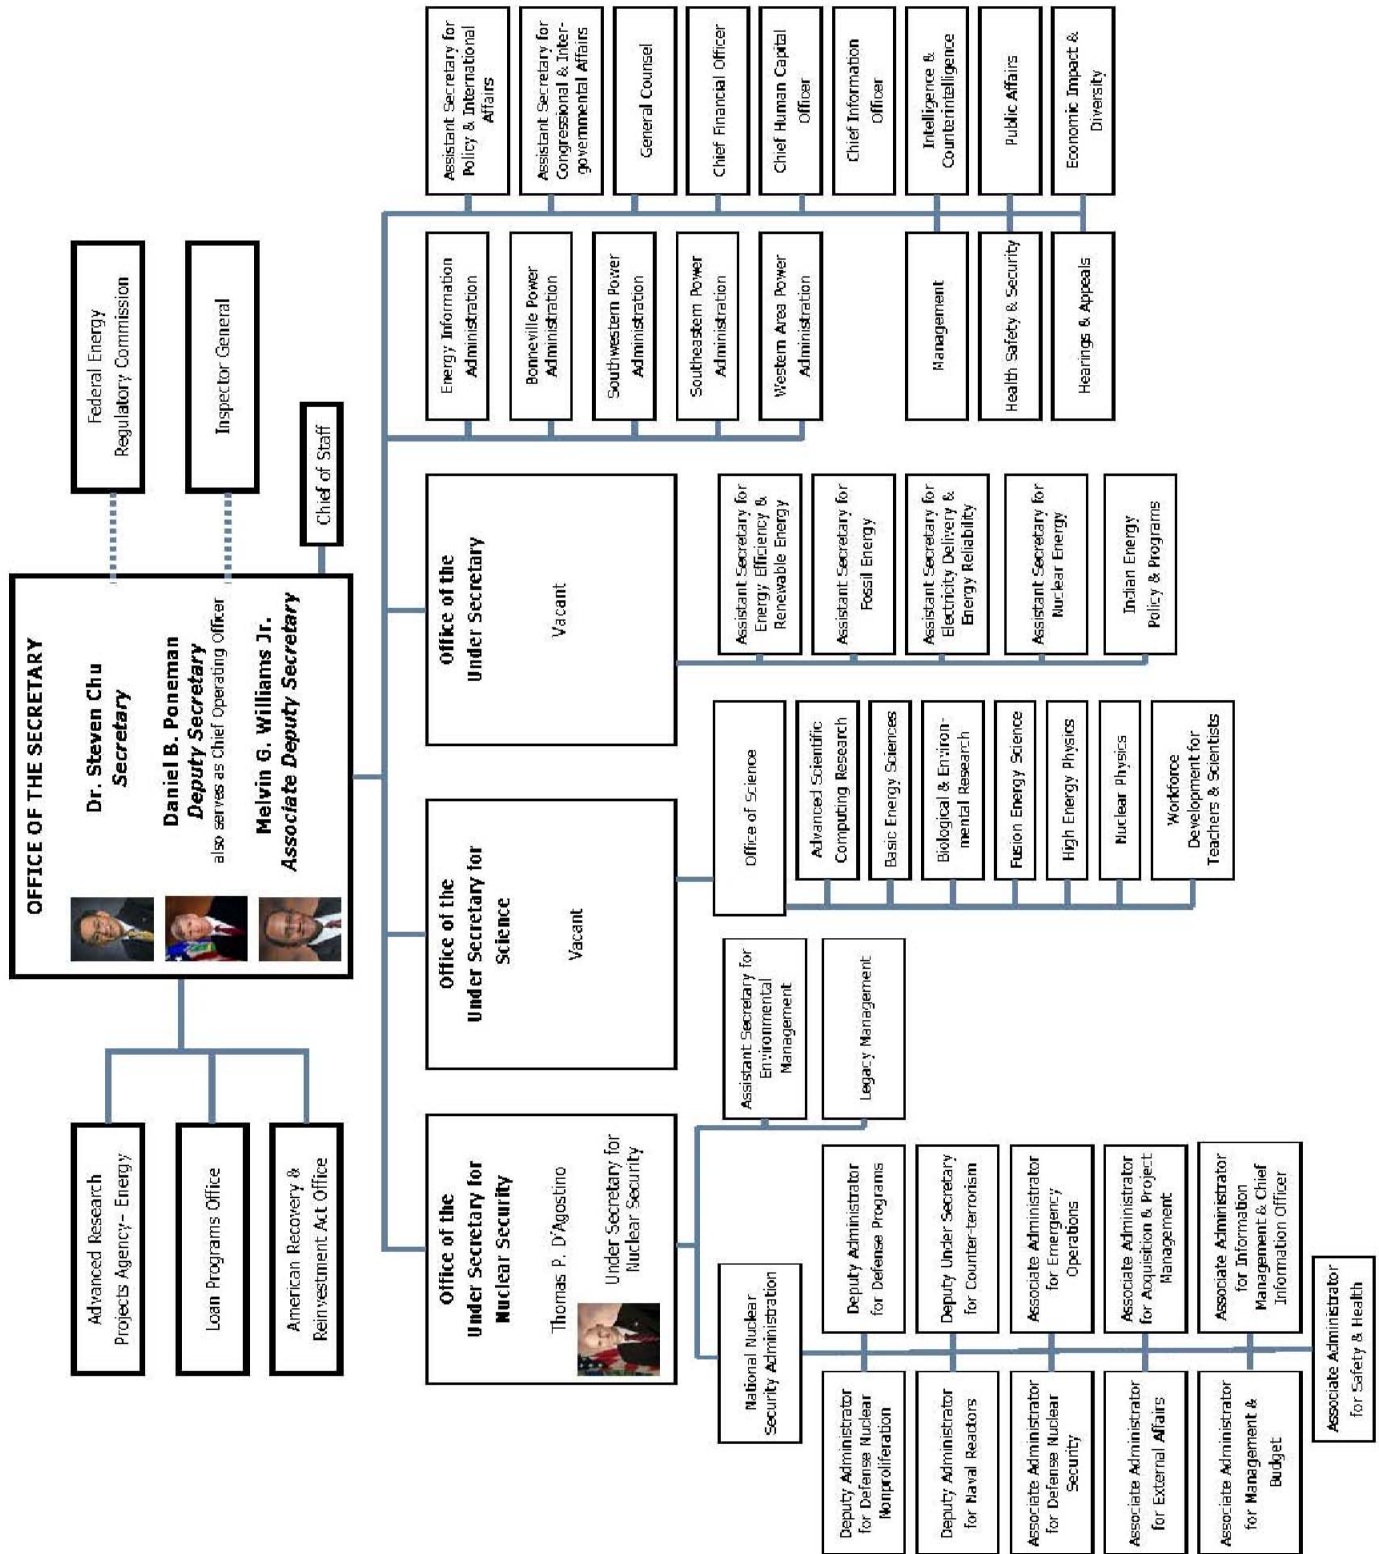 OFFICE OF THE SECRETARY
Dr. Steven Chu
Secretary
Daniel B. Poneman
Deputy Secretary
also serves as Chief Operating Officer
Melvin G. Williams Jr.
Associate Deputy Secretary
Federal Energy
Regulatory Commission
Inspector General
Chief of Staff
Advanced Research
Projects Agency– Energy
Loan Programs Office
American Recovery &
Reinvestment Act Office
Office of the
Under Secretary for
Nuclear Security
Thomas P. D'Agostino
Under Secretary for
Nuclear Security
Office of the
Under Secretary for
Science
Vacant
Office of the
Under Secretary
Vacant
National Nuclear
Security Administration
Deputy Administrator
for Defense Nuclear
Nonproliferation
Deputy Administrator
for Defense Programs
Deputy Administrator
for Naval Reactors
Deputy Under Secretary
for Counter-terrorism
Associate Administrator
for Defense Nuclear
Security
Associate Administrator
for Emergency
Operations
Associate Administrator
for External Affairs
Associate Administrator
for Acquisition & Project
Management
Associate Administrator
for Management &
Budget
Associate Administrator
for Information
Management & Chief
Information Officer
Associate Administrator
for Safety & Health
Assistant Secretary for
Environmental
Management
Legacy Management
Office of Science
Advanced Scientific
Computing Research
Basic Energy Sciences
Biological & Environ-
mental Research
Fusion Energy Science
High Energy Physics
Nuclear Physics
Workforce
Development for
Teachers & Scientists
Assistant Secretary for
Energy Efficiency &
Renewable Energy
Assistant Secretary for
Fossil Energy
Assistant Secretary for
Electricity Delivery &
Energy Reliability
Assistant Secretary for
Nuclear Energy
Indian Energy
Policy & Programs
Energy Information
Administration
Bonneville Power
Administration
Southwestern Power
Administration
Southeastern Power
Administration
Western Area Power
Administration
Management
Health Safety & Security
Hearings & Appeals
Assistant Secretary for
Policy & International
Affairs
Assistant Secretary for
Congressional & Inter-
governmental Affairs
General Counsel
Chief Financial Officer
Chief Human Capital
Officer
Chief Information
Officer
Intelligence &
Counterintelligence
Public Affairs
Economic Impact &
Diversity